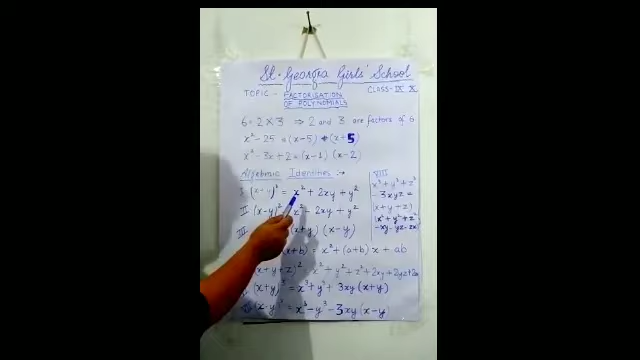 St. Georgia Girls' School
TOPIC - FACTORISATION OF POLYNOMIALS CLASS- IX X
6 = 2 × 3 ⇒ 2 and 3 are factors of 6
x² - 25 = (x-5) (x+5)
x² - 3x + 2 = (x-1) (x-2)
Algebraic Identities -
I (x+y)² = x² + 2xy + y²
II (x-y)² = x² - 2xy + y²
III (x+y) (x-y)
(x+b) = x² + (a+b) x + ab
(x+y+z)² = x² + y² + z² + 2xy + 2yz + 2
(x+y)³ = x³ + y³ + 3xy (x+y)
(x-y)³ = x³ - y³ - 3xy (x-y
VIII
x³ + y³ + z³
- 3xyz =
(x+y+z)
(x² + y² + z²
-xy-yz-zx)